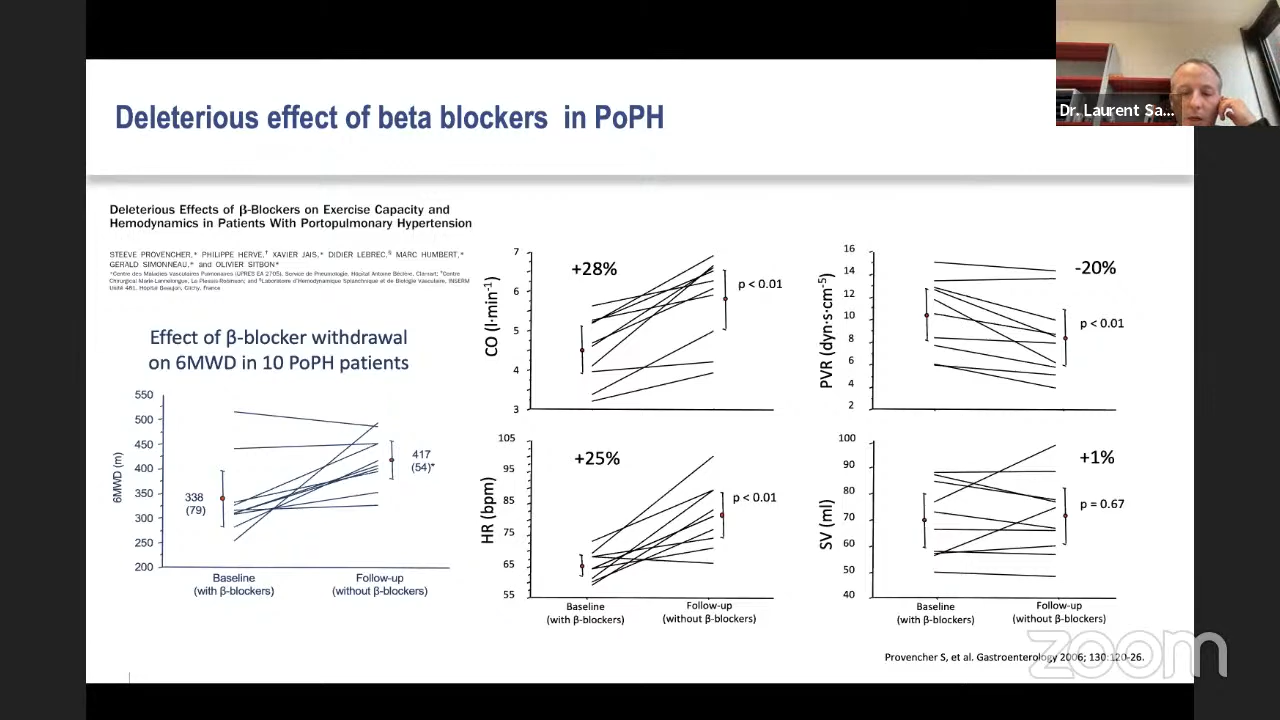 Dr. Laurent Sa...
Deleterious effect of beta blockers in PoPH
Deleterious Effects of β-Blockers on Exercise Capacity and
Hemodynamics in Patients With Portopulmonary Hypertension
STEEVE PROVENCHER,* PHILIPPE HERVE,† XAVIER JAIS,* DIDIER LEBREC,§ MARC HUMBERT,*
GERALD SIMONNEAU,* and OLIVIER SITBON*
*Centre des Maladies Vasculaires Pulmonaires (UPRES EA 2705), Service de Pneumologie, Hôpital Antoine Béclère, Clamart; †Centre
Chirurgical Marie-Lannelongue, Le Plessis-Robinson; and §Laboratoire d'Hémodynamique Splanchnique et de Biologie Vasculaire, INSERM
Unité 481, Hôpital Beaujon, Clichy, France
Effect of β-blocker withdrawal
on 6MWD in 10 PoPH patients
6MWD (m)
550
500
450
400
350
300
250
200
338
(79)
417
(54)*
Baseline
(with β-blockers)
Follow-up
(without β-blockers)
CO (l·min⁻¹)
7
6
5
4
3
+28%
p < 0.01
PVR (dyn·s·cm⁻⁵)
16
14
12
10
8
6
4
2
-20%
p < 0.01
HR (bpm)
105
95
85
75
65
55
+25%
p < 0.01
Baseline
(with β-blockers)
Follow-up
(without β-blockers)
SV (ml)
100
90
80
70
60
50
40
+1%
p = 0.67
Baseline
(with β-blockers)
Follow-up
(without β-blockers)
Provencher S, et al. Gastroenterology 2006; 130:120-26.
zoom